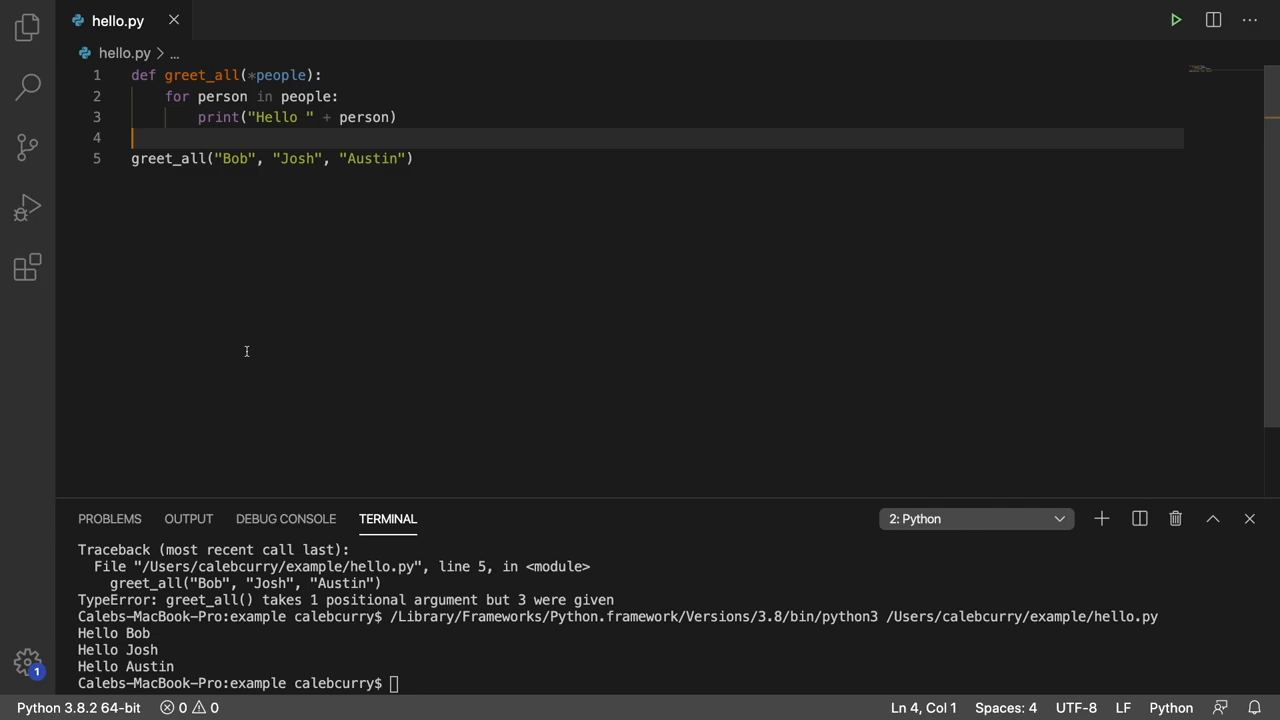 hello.py
hello.py > ...
1 def greet_all(*people):
2     for person in people:
3         print("Hello " + person)
4
5 greet_all("Bob", "Josh", "Austin")
PROBLEMS OUTPUT DEBUG CONSOLE TERMINAL 2: Python
Traceback (most recent call last):
  File "/Users/calebcurry/example/hello.py", line 5, in <module>
    greet_all("Bob", "Josh", "Austin")
TypeError: greet_all() takes 1 positional argument but 3 were given
Calebs-MacBook-Pro:example calebcurry$ /Library/Frameworks/Python.framework/Versions/3.8/bin/python3 /Users/calebcurry/example/hello.py
Hello Bob
Hello Josh
Hello Austin
Calebs-MacBook-Pro:example calebcurry$
1
Python 3.8.2 64-bit 0 0 Ln 4, Col 1 Spaces: 4 UTF-8 LF Python